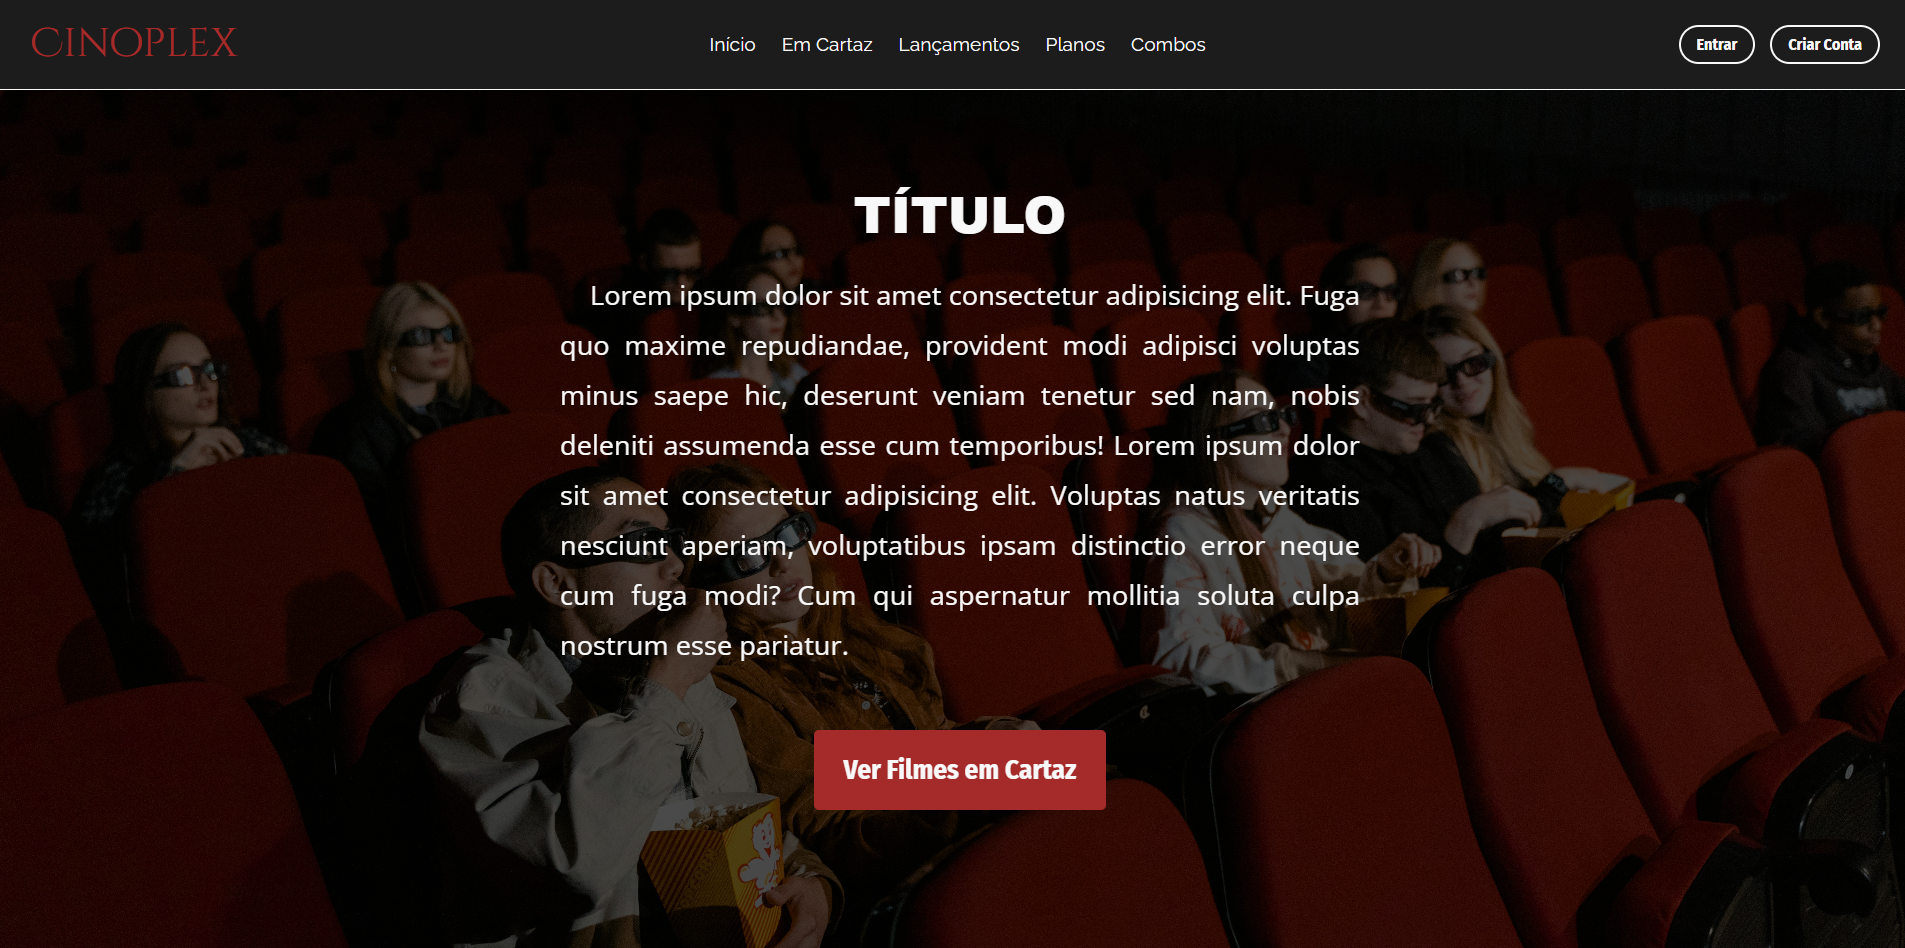 CINOPLEX
Início Em Cartaz Lançamentos Planos Combos
Entrar Criar Conta
TÍTULO
Lorem ipsum dolor sit amet consectetur adipisicing elit. Fuga
quo maxime repudiandae, provident modi adipisci voluptas
minus saepe hic, deserunt veniam tenetur sed nam, nobis
deleniti assumenda esse cum temporibus! Lorem ipsum dolor
sit amet consectetur adipisicing elit. Voluptas natus veritatis
nesciunt aperiam, voluptatibus ipsam distinctio error neque
cum fuga modi? Cum qui aspernatur mollitia soluta culpa
nostrum esse pariatur.
Ver Filmes em Cartaz